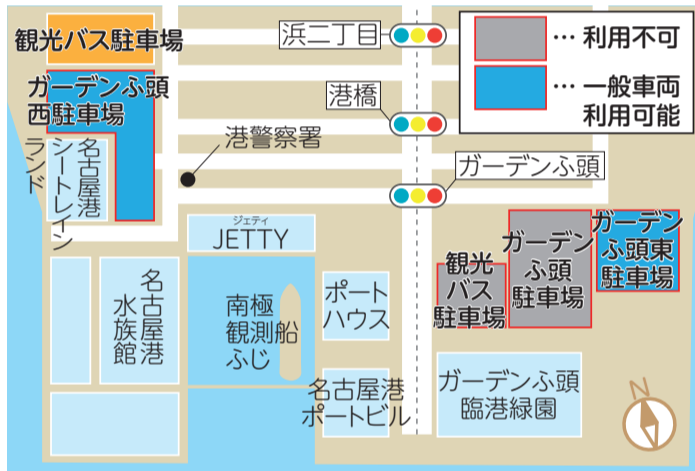 観光バス駐車場
ガーデンふ頭
西駐車場
名古屋港
シートレイン
ランド
浜二丁目
港橋
港警察署
ガーデンふ頭
… 利用不可
… 一般車両
利用可能
ジェティ
JETTY
名古屋港
水族館
南極
観測船
ふじ
ポート
ハウス
名古屋港
ポートビル
観光
バス
駐車場
ガーデン
ふ頭
駐車場
ガーデン
ふ頭東
駐車場
ガーデンふ頭
臨港緑園
N